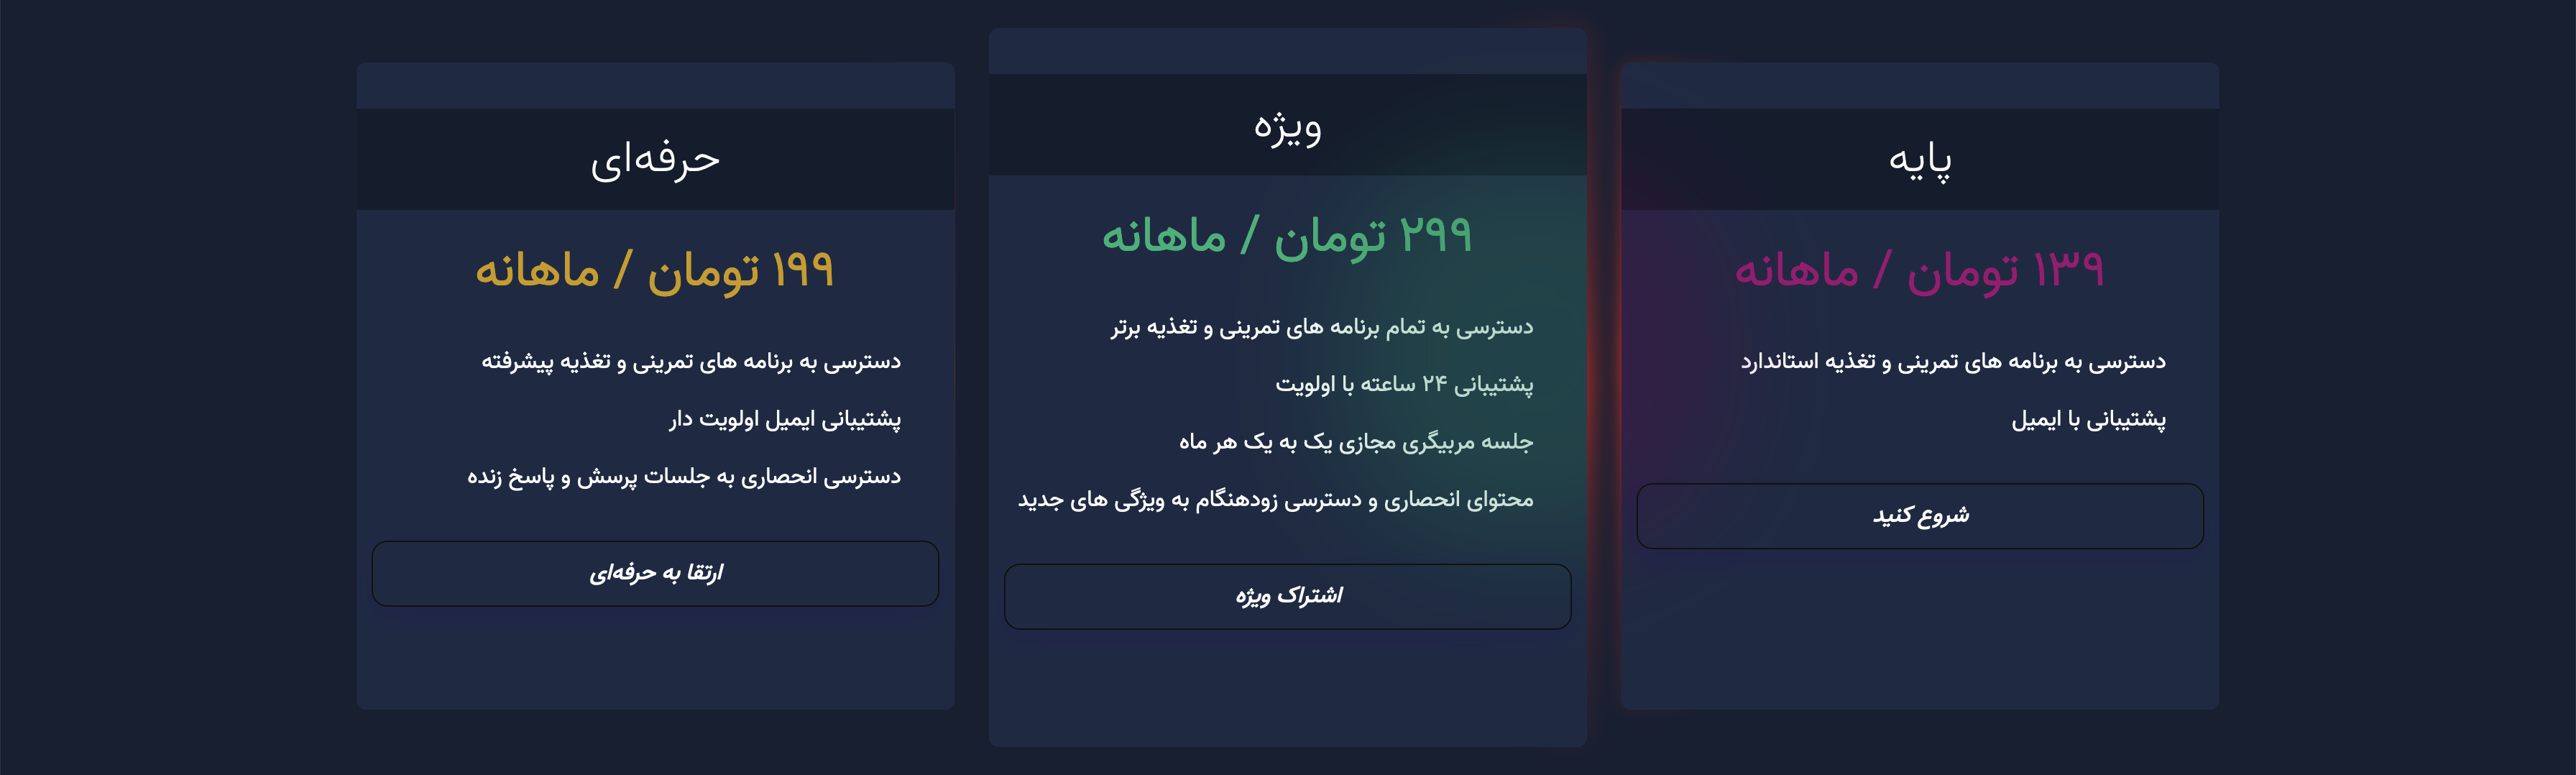 پایه
۱۳۹ تومان / ماهانه
دسترسی به برنامه های تمرینی و تغذیه استاندارد
پشتیبانی با ایمیل
شروع کنید
ویژه
۲۹۹ تومان / ماهانه
دسترسی به تمام برنامه های تمرینی و تغذیه برتر
پشتیبانی ۲۴ ساعته با اولویت
جلسه مربیگری مجازی یک به یک هر ماه
محتوای انحصاری و دسترسی زودهنگام به ویژگی های جدید
اشتراک ویژه
حرفه‌ای
۱۹۹ تومان / ماهانه
دسترسی به برنامه های تمرینی و تغذیه پیشرفته
پشتیبانی ایمیل اولویت دار
دسترسی انحصاری به جلسات پرسش و پاسخ زنده
ارتقا به حرفه‌ای